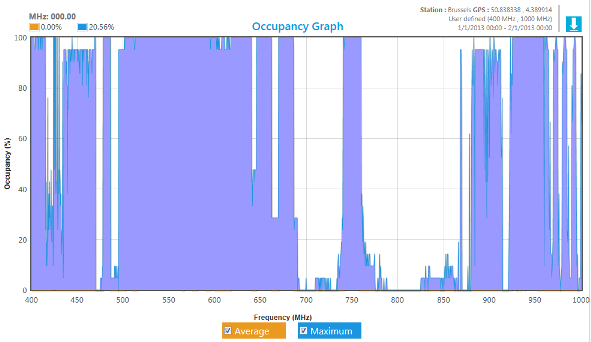 MHz: 000.00
0.00% 20.56%
Occupancy Graph
Station : Brussels GPS : 50.838338 , 4.389914
User defined (400 MHz , 1000 MHz)
1/1/2013 00:00 - 2/1/2013 00:00
Occupancy (%)
100
80
60
40
20
0
400 450 500 550 600 650 700 750 800 850 900 950 1000
Frequency (MHz)
Average Maximum